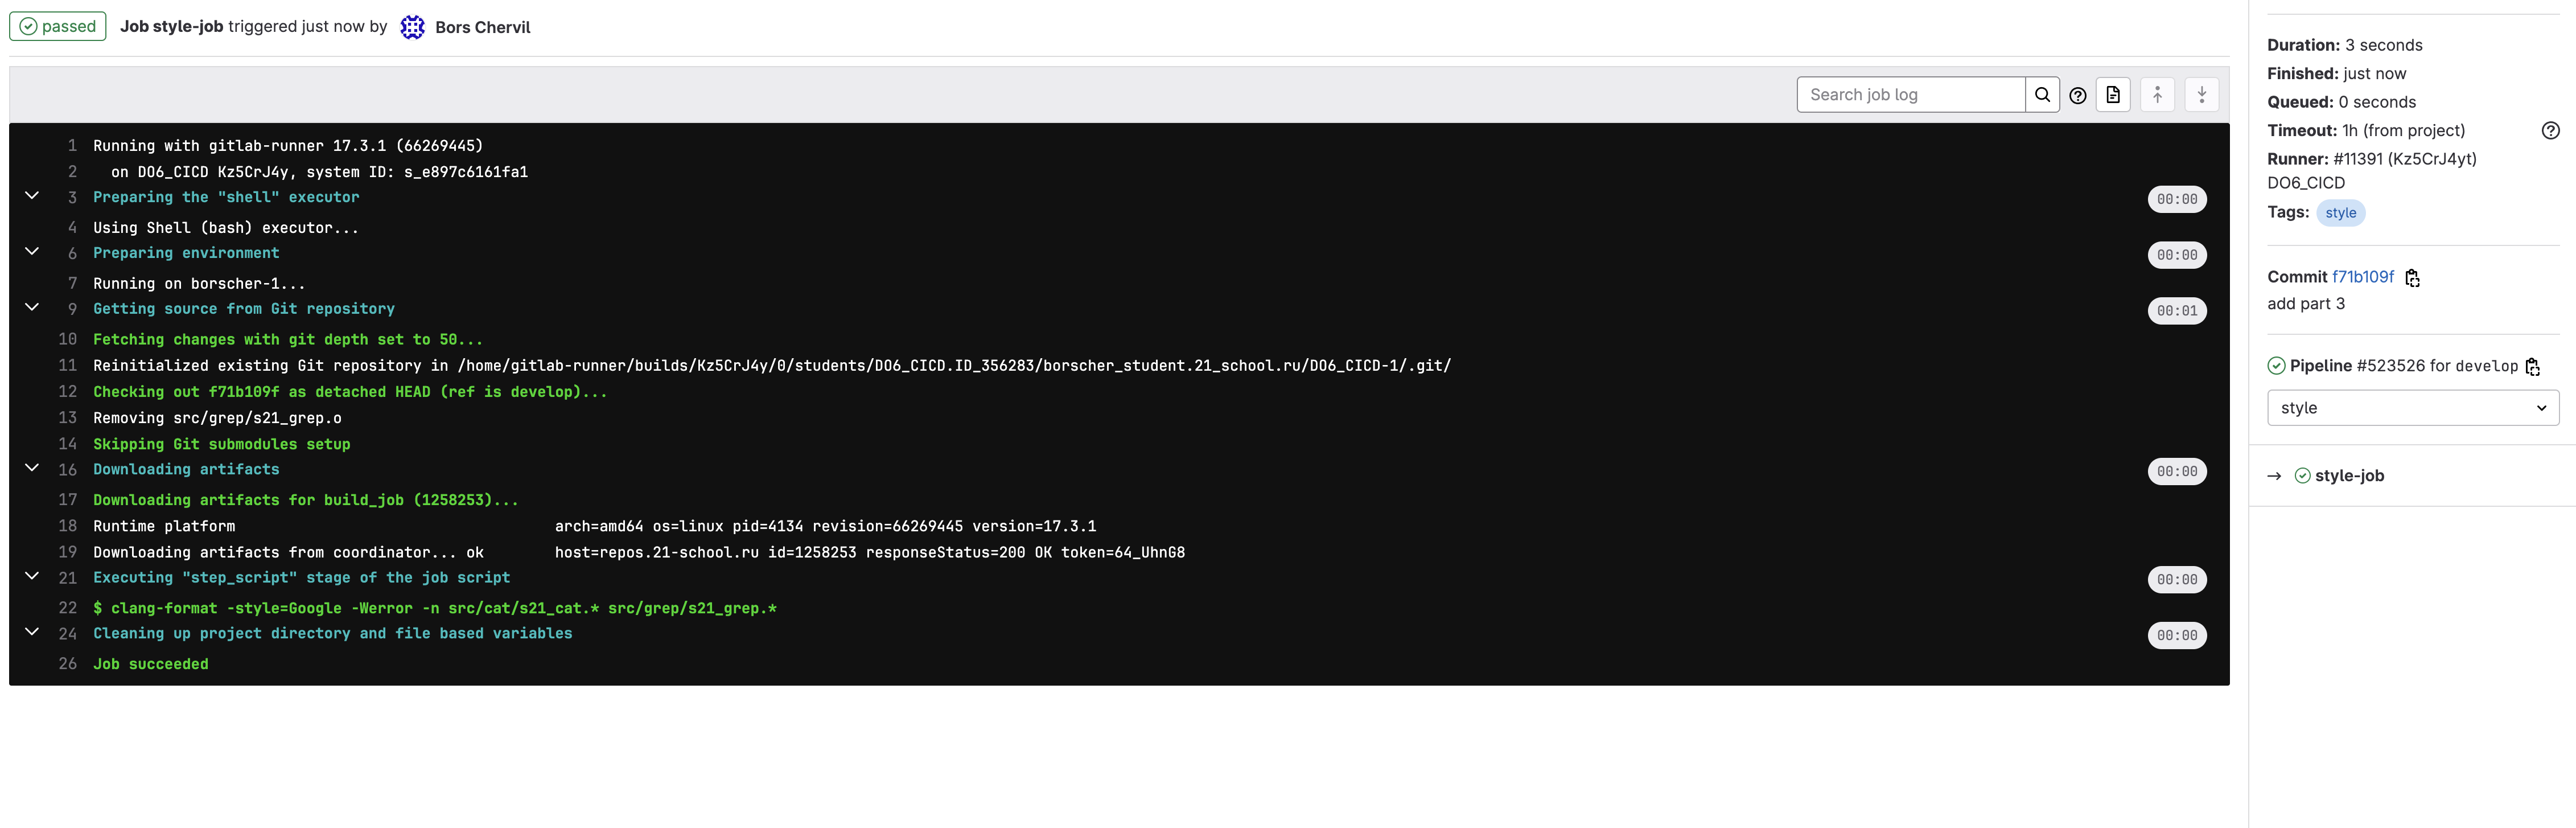 passed Job style-job triggered just now by Bors Chervil
Search job log
1 Running with gitlab-runner 17.3.1 (66269445)
2 on DO6_CICD Kz5CrJ4y, system ID: s_e897c6161fa1
3 Preparing the "shell" executor 00:00
4 Using Shell (bash) executor...
6 Preparing environment 00:00
7 Running on borscher-1...
9 Getting source from Git repository 00:01
10 Fetching changes with git depth set to 50...
11 Reinitialized existing Git repository in /home/gitlab-runner/builds/Kz5CrJ4y/0/students/DO6_CICD.ID_356283/borscher_student.21_school.ru/DO6_CICD-1/.git/
12 Checking out f71b109f as detached HEAD (ref is develop)...
13 Removing src/grep/s21_grep.o
14 Skipping Git submodules setup
16 Downloading artifacts 00:00
17 Downloading artifacts for build_job (1258253)...
18 Runtime platform arch=amd64 os=linux pid=4134 revision=66269445 version=17.3.1
19 Downloading artifacts from coordinator... ok host=repos.21-school.ru id=1258253 responseStatus=200 OK token=64_UhnG8
21 Executing "step_script" stage of the job script 00:00
22 $ clang-format -style=Google -Werror -n src/cat/s21_cat.* src/grep/s21_grep.*
24 Cleaning up project directory and file based variables 00:00
26 Job succeeded
Duration: 3 seconds
Finished: just now
Queued: 0 seconds
Timeout: 1h (from project)
Runner: #11391 (Kz5CrJ4yt)
DO6_CICD
Tags: style
Commit f71b109f
add part 3
Pipeline #523526 for develop
style
→ style-job